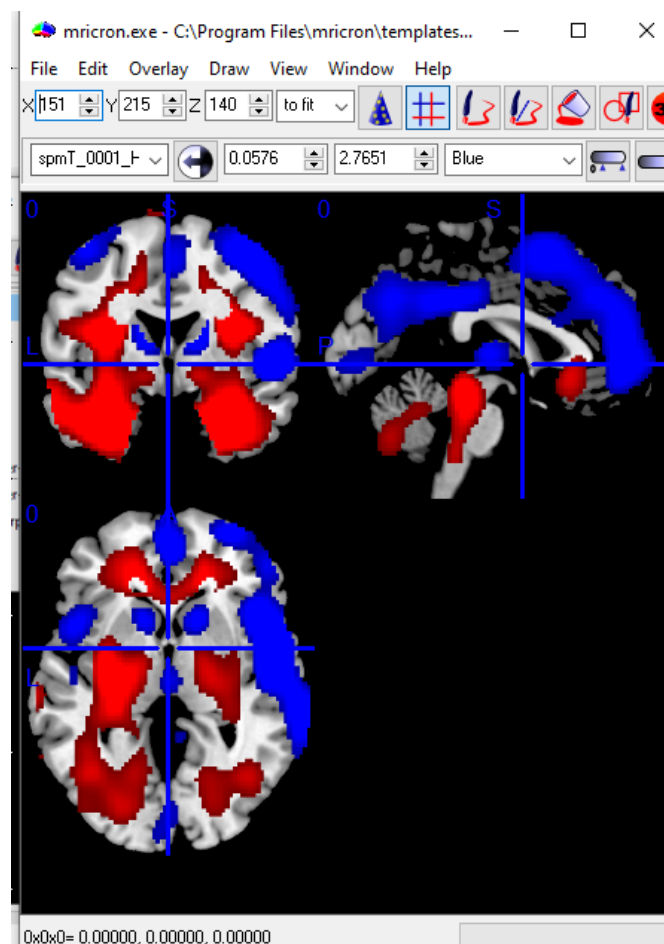 mricron.exe - C:\Program Files\mricron\templates...
File Edit Overlay Draw View Window Help
X 151 Y 215 Z 140 to fit
spmT_0001_H 0.0576 2.7651 Blue
0 S 0 S
L P
0 A
L
0x0x0= 0.00000, 0.00000, 0.00000